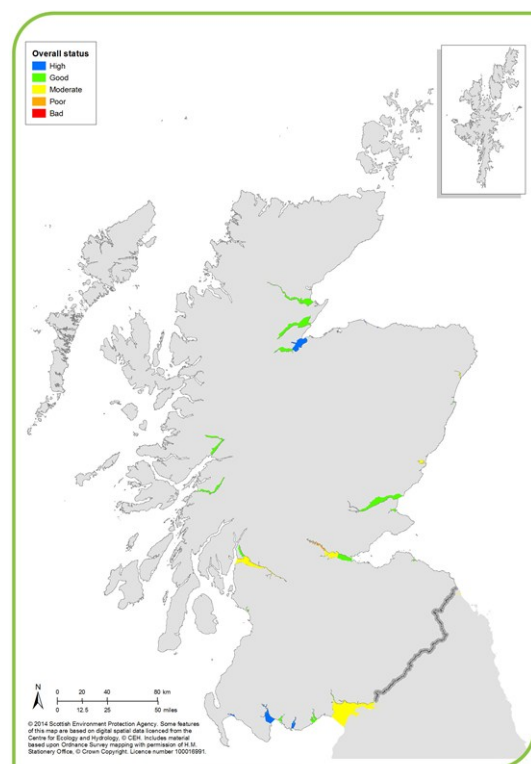 Overall status
High
Good
Moderate
Poor
Bad
N
0 20 40 80 km
0 12.5 25 50 miles
© 2014 Scottish Environment Protection Agency. Some features
of this map are based on digital spatial data licenced from the
Centre for Ecology and Hydrology, © CEH. Includes material
based upon Ordnance Survey mapping with permission of H.M.
Stationery Office, © Crown Copyright. Licence number 100016991.